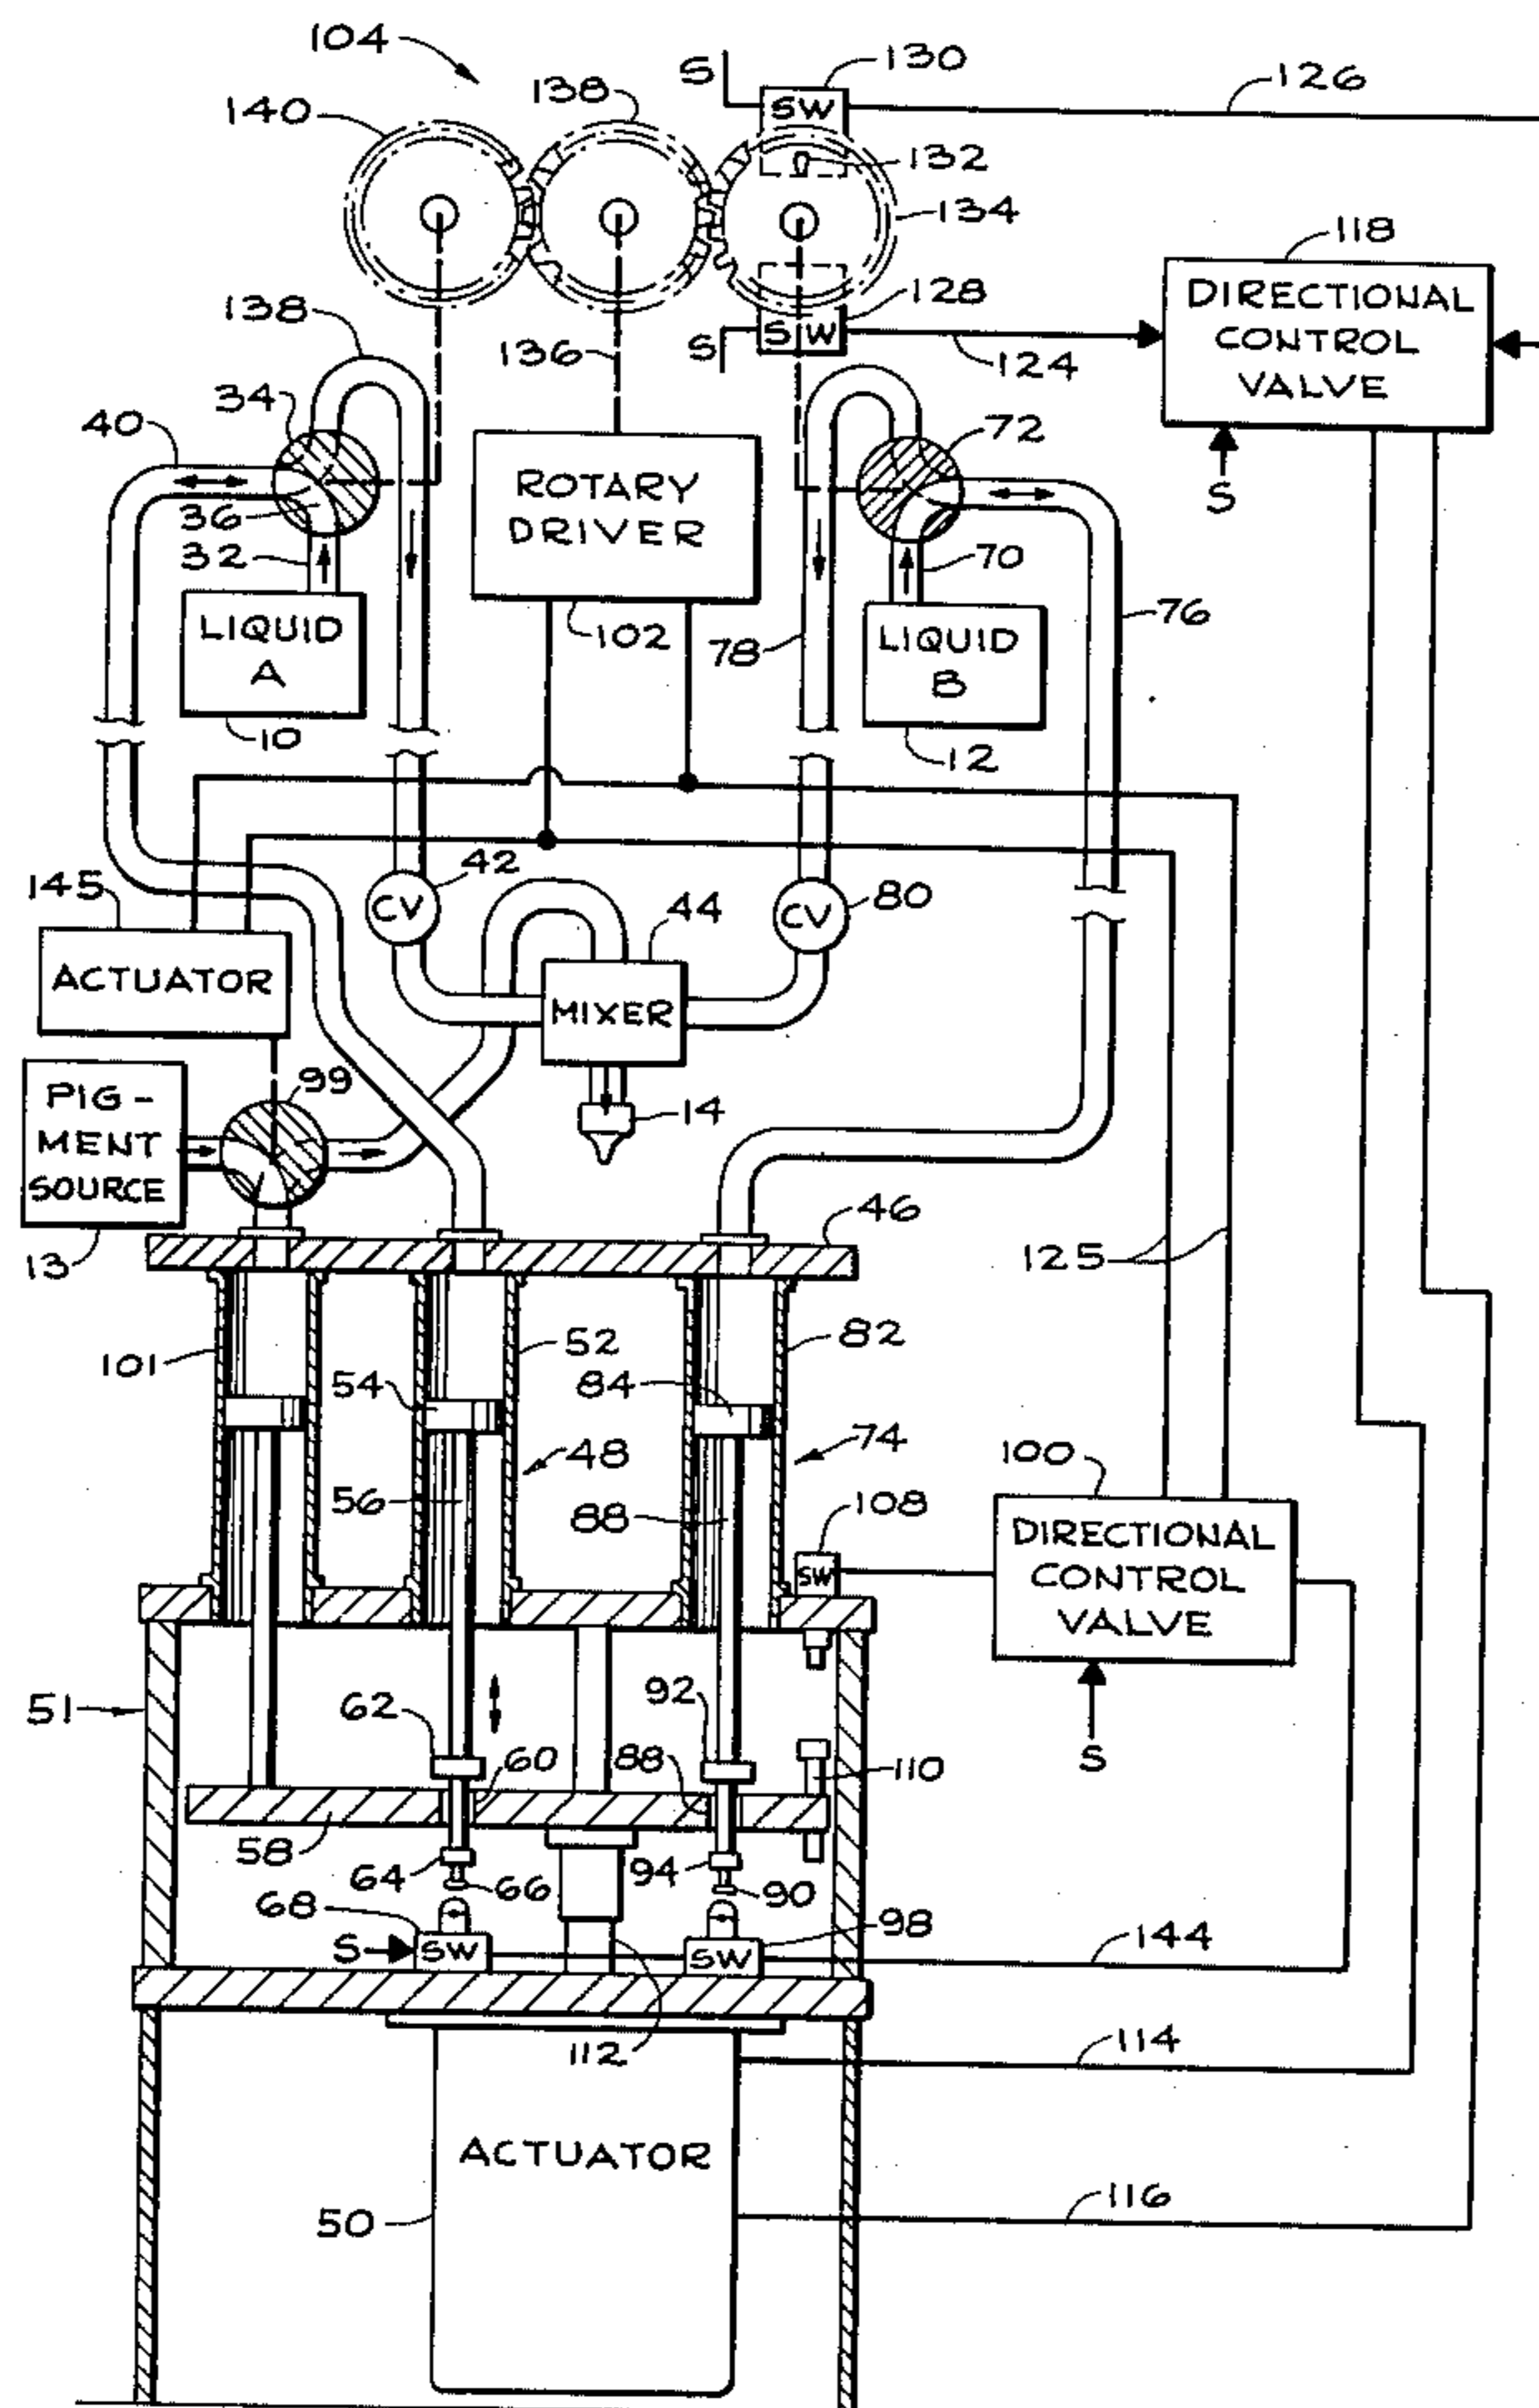 104
S
130
126
140
138
SW
132
134
118
DIRECTIONAL
CONTROL
VALVE
138
136
128
S
SW
124
34
40
72
S
36
32
ROTARY
DRIVER
70
76
LIQUID
A
102
78
LIQUID
B
10
12
42
145
CV
44
CV
80
ACTUATOR
MIXER
PIG-
MENT
SOURCE
99
14
13
46
125
101
52
82
54
84
48
74
100
56
88
108
DIRECTIONAL
CONTROL
VALVE
SW
51
62
92
S
60
88
110
58
64
66
94
90
68
98
S
SW
SW
144
112
114
ACTUATOR
50
116